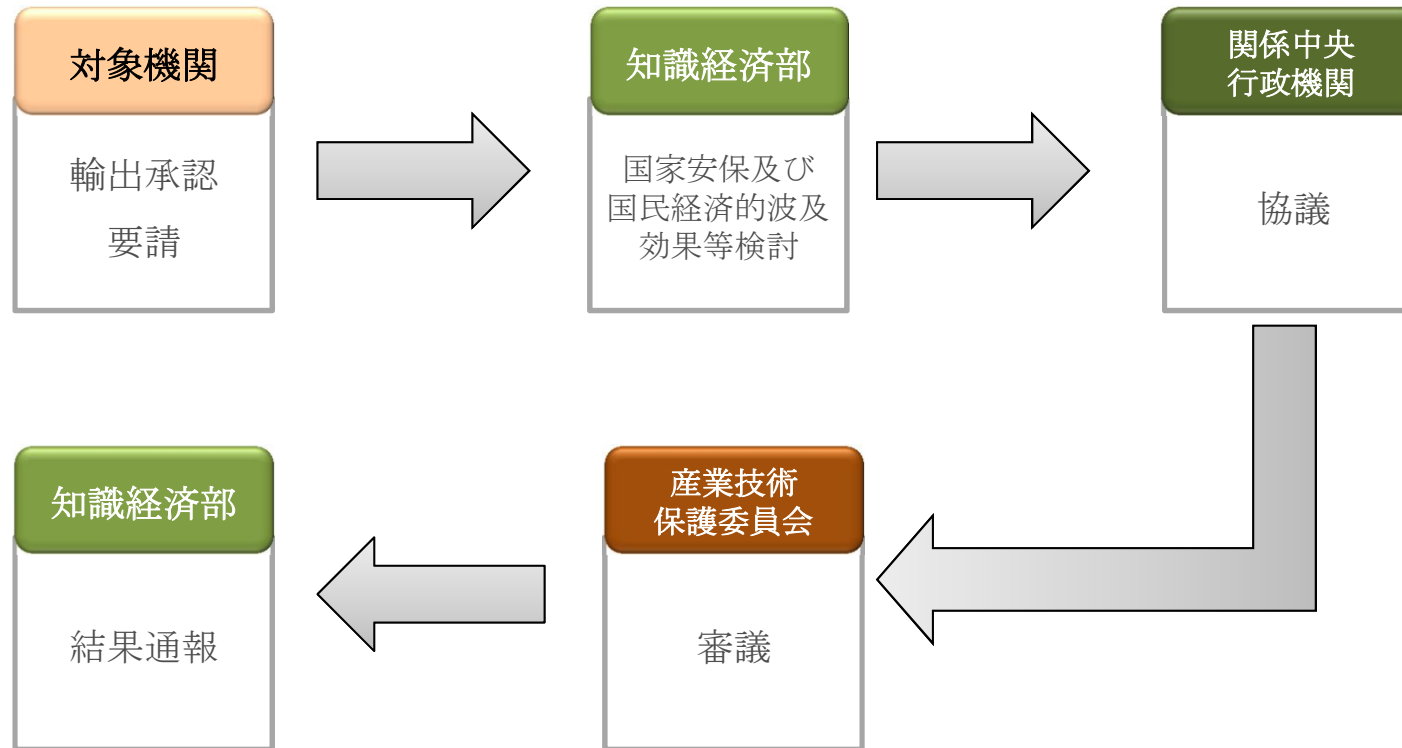 対象機関
輸出承認
要請
知識経済部
国家安保及び
国民経済的波及
効果等検討
関係中央
行政機関
協議
知識経済部
結果通報
産業技術
保護委員会
審議